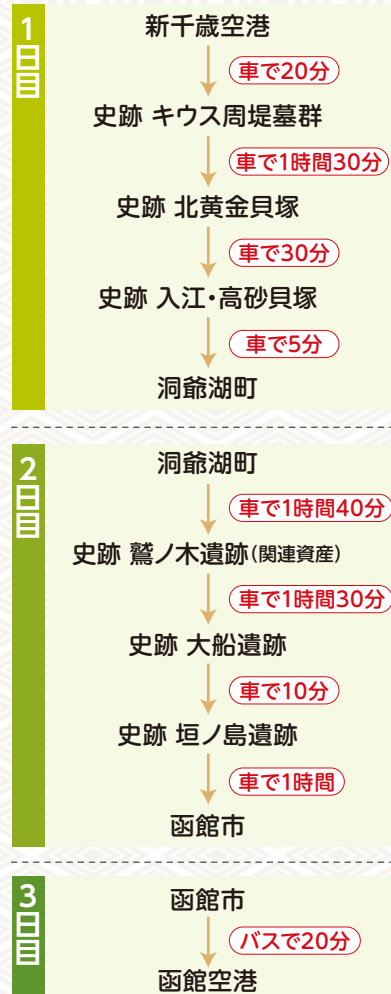 1日目
新千歳空港
車で20分
史跡 キウス周堤墓群
車で1時間30分
史跡 北黄金貝塚
車で30分
史跡 入江・高砂貝塚
車で5分
洞爺湖町
2日目
洞爺湖町
車で1時間40分
史跡 鷲ノ木遺跡(関連資産)
車で1時間30分
史跡 大船遺跡
車で10分
史跡 垣ノ島遺跡
車で1時間
函館市
3日目
函館市
バスで20分
函館空港